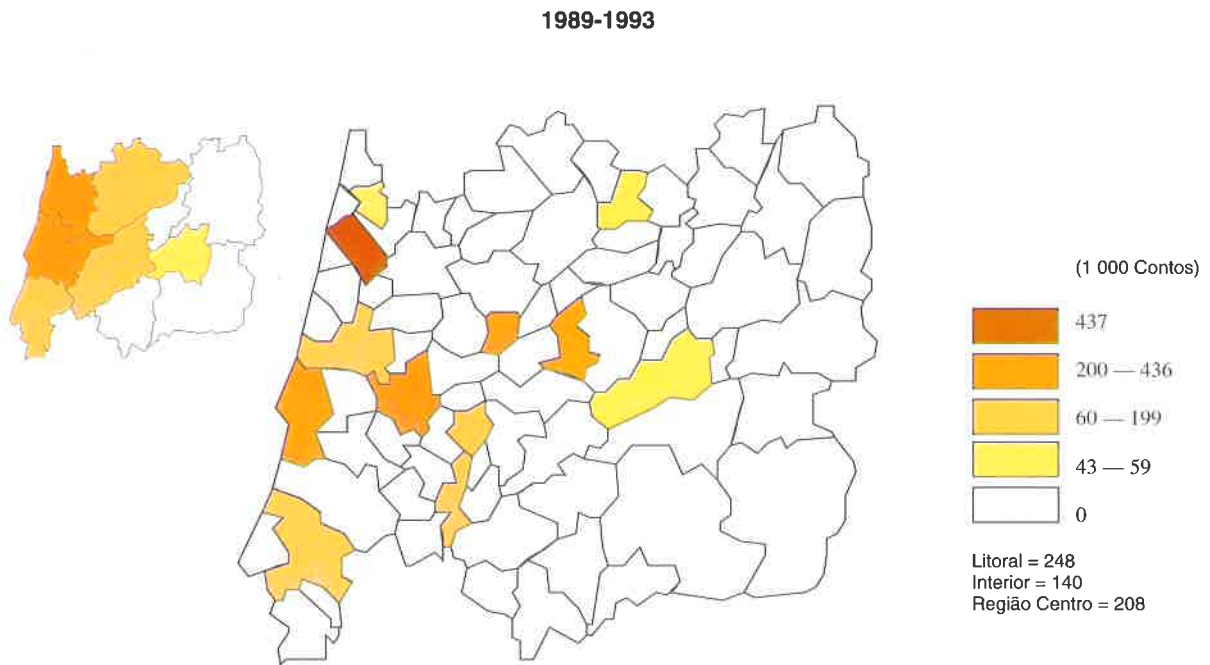 1989-1993
(1 000 Contos)
437
200 — 436
60 — 199
43 — 59
0
Litoral = 248
Interior = 140
Região Centro = 208